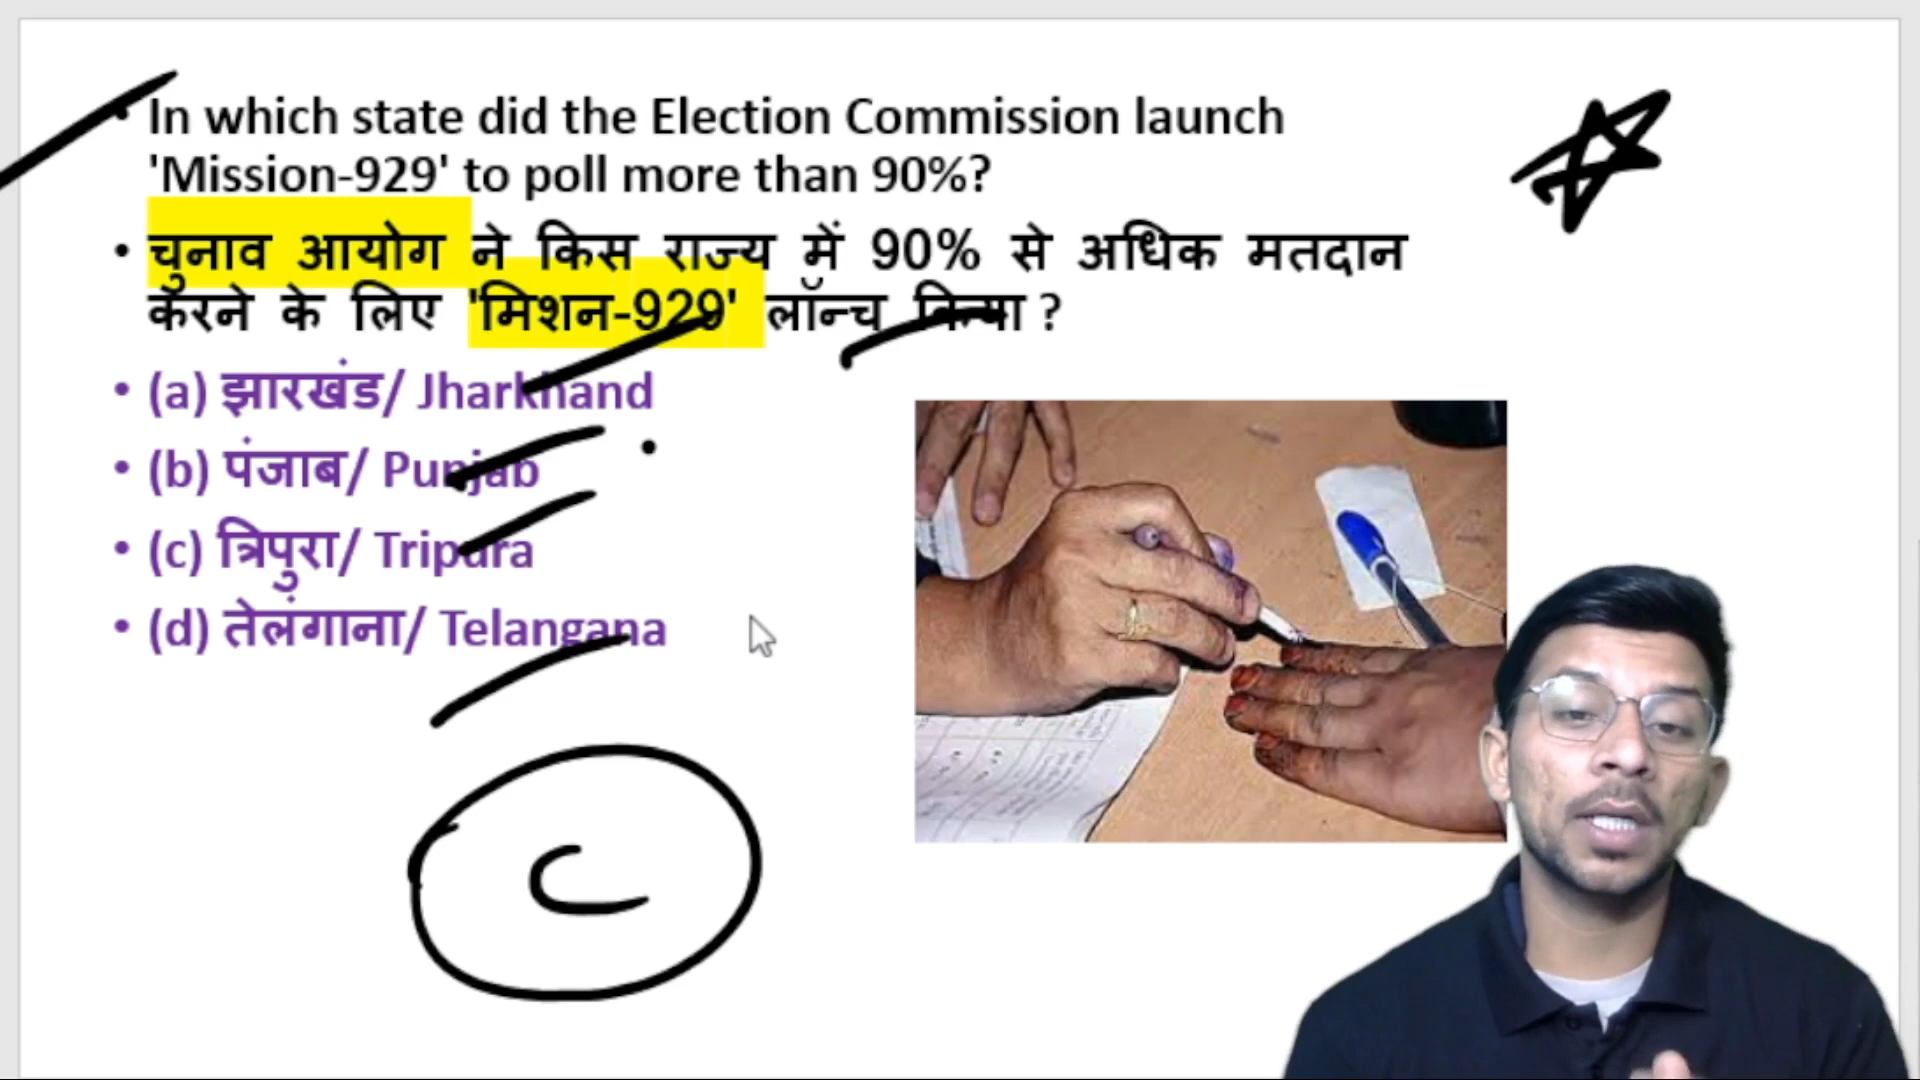 • In which state did the Election Commission launch
'Mission-929' to poll more than 90%?
• चुनाव आयोग ने किस राज्य में 90% से अधिक मतदान
करने के लिए 'मिशन-929' लॉन्च किया ?
• (a) झारखंड/ Jharkhand
• (b) पंजाब/ Punjab
• (c) त्रिपुरा/ Tripura
• (d) तेलंगाना/ Telangana
C